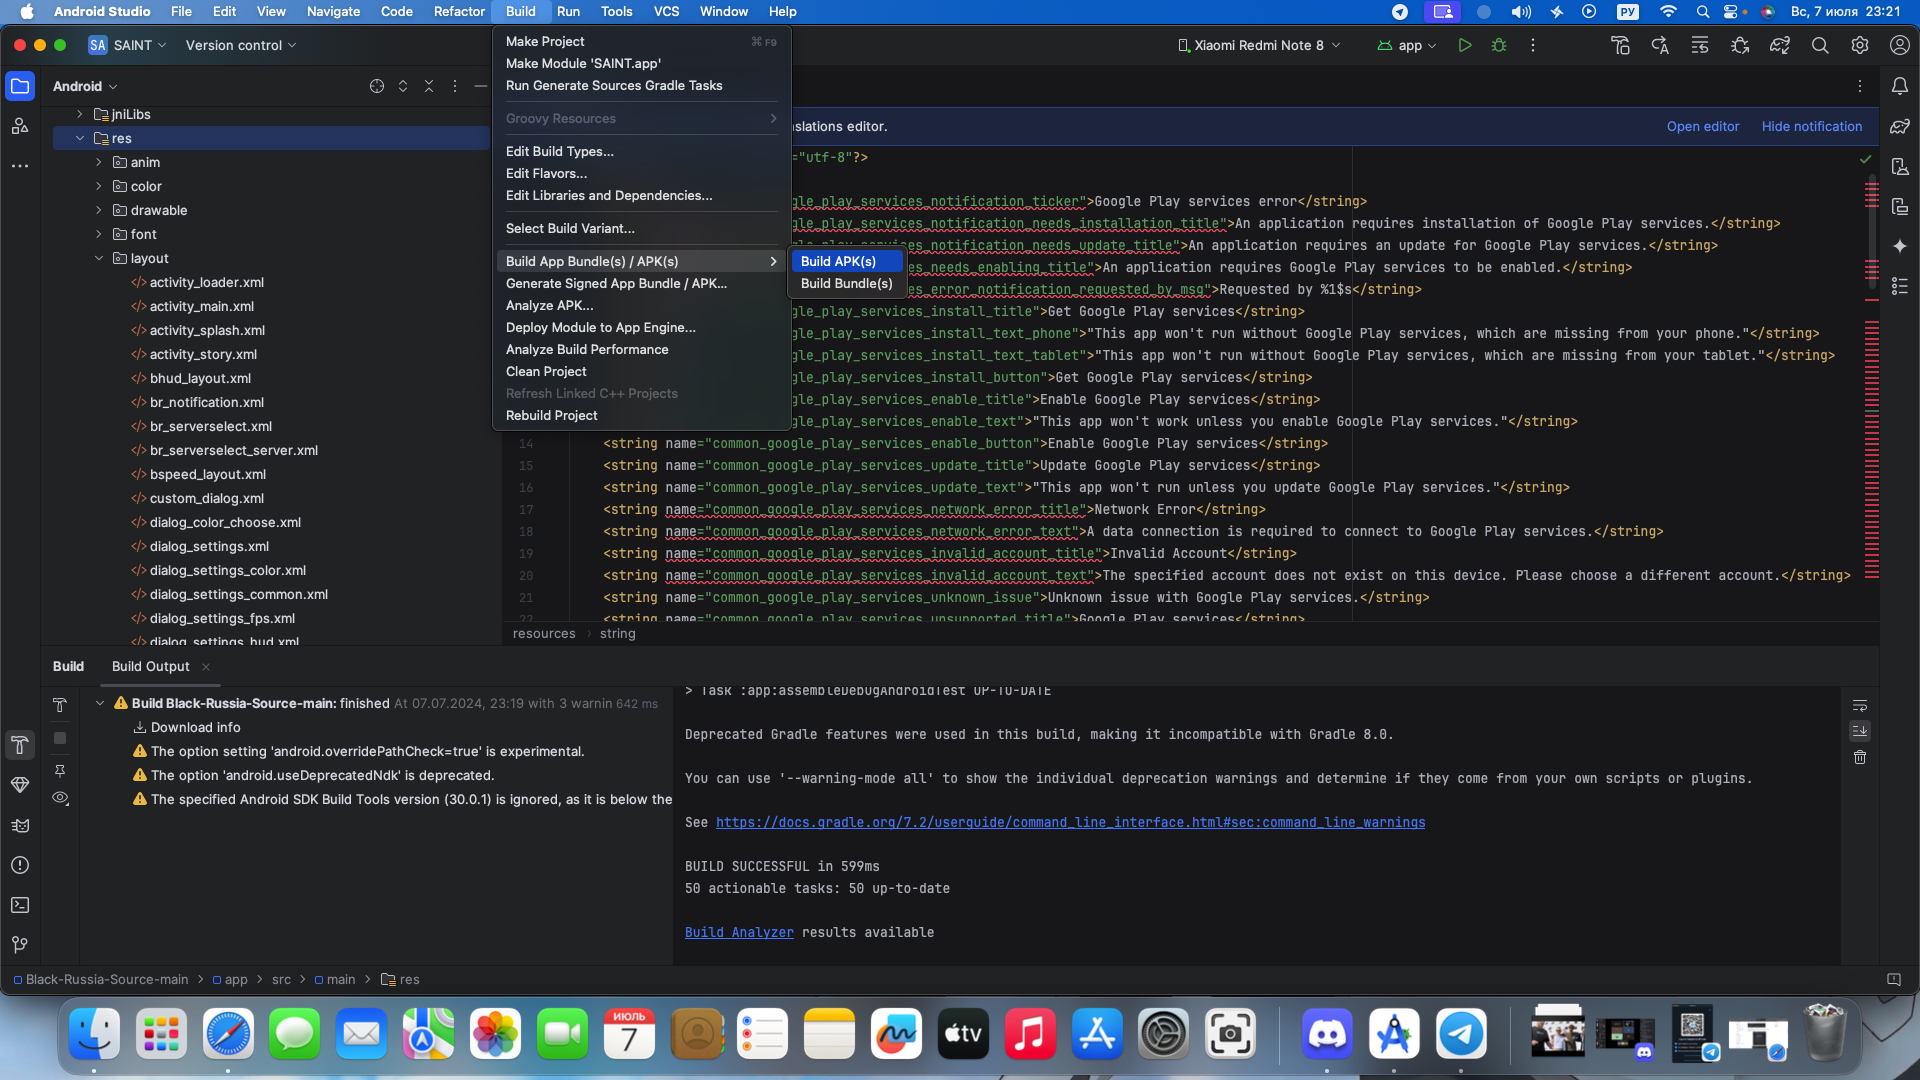 Android Studio File Edit View Navigate Code Refactor Build Run Tools VCS Window Help РУ Вс, 7 июля 23:21
SA SAINT Version control Xiaomi Redmi Note 8 app
Android
jniLibs
res
anim
color
drawable
font
layout
activity_loader.xml
activity_main.xml
activity_splash.xml
activity_story.xml
bhud_layout.xml
br_notification.xml
br_serverselect.xml
br_serverselect_server.xml
bspeed_layout.xml
custom_dialog.xml
dialog_color_choose.xml
dialog_settings.xml
dialog_settings_color.xml
dialog_settings_common.xml
dialog_settings_fps.xml
dialog_settings_hud.xml
Make Project ⌘F9
Make Module 'SAINT.app'
Run Generate Sources Gradle Tasks
Groovy Resources
Edit Build Types...
Edit Flavors...
Edit Libraries and Dependencies...
Select Build Variant...
Build App Bundle(s) / APK(s)
Generate Signed App Bundle / APK...
Analyze APK...
Deploy Module to App Engine...
Analyze Build Performance
Clean Project
Refresh Linked C++ Projects
Rebuild Project
Build APK(s)
Build Bundle(s)
nslations editor. Open editor Hide notification
="utf-8"?>
gle_play_services_notification_ticker">Google Play services error</string>
gle_play_services_notification_needs_installation_title">An application requires installation of Google Play services.</string>
gle_play_services_notification_needs_update_title">An application requires an update for Google Play services.</string>
es_needs_enabling_title">An application requires Google Play services to be enabled.</string>
es_error_notification_requested_by_msg">Requested by %1$s</string>
gle_play_services_install_title">Get Google Play services</string>
gle_play_services_install_text_phone">"This app won't run without Google Play services, which are missing from your phone."</string>
gle_play_services_install_text_tablet">"This app won't run without Google Play services, which are missing from your tablet."</string>
gle_play_services_install_button">Get Google Play services</string>
gle_play_services_enable_title">Enable Google Play services</string>
gle_play_services_enable_text">"This app won't work unless you enable Google Play services."</string>
14 <string name="common_google_play_services_enable_button">Enable Google Play services</string>
15 <string name="common_google_play_services_update_title">Update Google Play services</string>
16 <string name="common_google_play_services_update_text">"This app won't run unless you update Google Play services."</string>
17 <string name="common_google_play_services_network_error_title">Network Error</string>
18 <string name="common_google_play_services_network_error_text">A data connection is required to connect to Google Play services.</string>
19 <string name="common_google_play_services_invalid_account_title">Invalid Account</string>
20 <string name="common_google_play_services_invalid_account_text">The specified account does not exist on this device. Please choose a different account.</string>
21 <string name="common_google_play_services_unknown_issue">Unknown issue with Google Play services.</string>
22 <string name="common_google_play_services_unsupported_title">Google Play services</string>
resources › string
Build Build Output
Build Black-Russia-Source-main: finished At 07.07.2024, 23:19 with 3 warnin 642 ms
Download info
The option setting 'android.overridePathCheck=true' is experimental.
The option 'android.useDeprecatedNdk' is deprecated.
The specified Android SDK Build Tools version (30.0.1) is ignored, as it is below the
> Task :app:assembleDebugAndroidTest UP-TO-DATE
Deprecated Gradle features were used in this build, making it incompatible with Gradle 8.0.
You can use '--warning-mode all' to show the individual deprecation warnings and determine if they come from your own scripts or plugins.
See https://docs.gradle.org/7.2/userguide/command_line_interface.html#sec:command_line_warnings
BUILD SUCCESSFUL in 599ms
50 actionable tasks: 50 up-to-date
Build Analyzer results available
Black-Russia-Source-main > app > src > main > res
ИЮЛЬ
7
tv